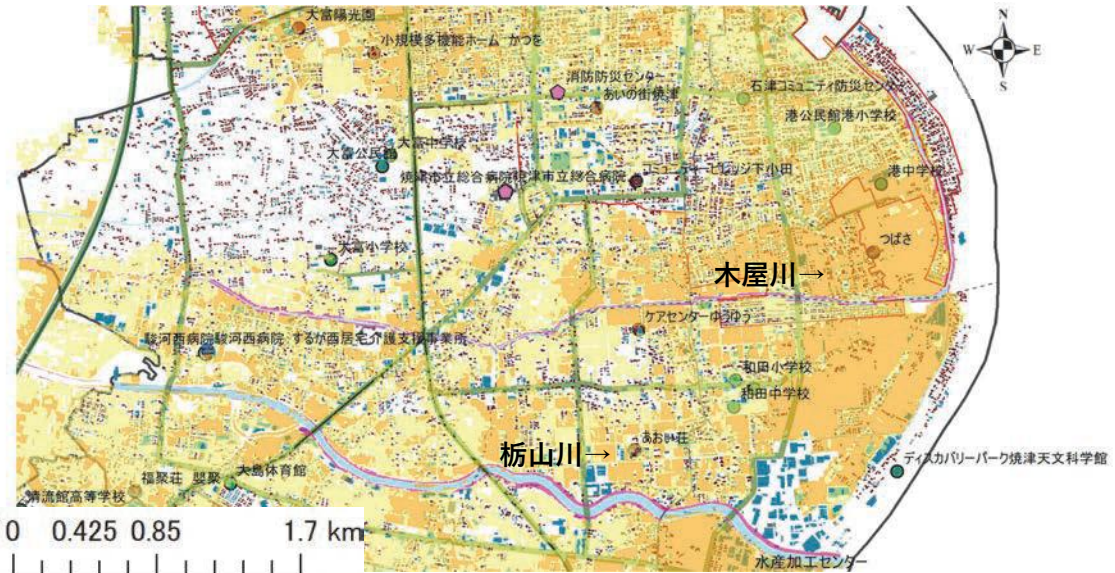 大富陽光園
小規模多機能ホーム かつを
N
W
E
S
消防防災センター
あいの街焼津
石津コミュニティ防災センター
港公民館港小学校
大富中学校
大富公民館
焼津市立総合病院
焼津市立総合病院
コミュニティービレッジ下小田
港中学校
つばさ
大富小学校
木屋川→
ケアセンターゆうゆう
駿河西病院駿河西病院 するが西居宅介護支援事業所
和田小学校
和田中学校
あおい荘
栃山川→
ディスカバリーパーク焼津天文科学館
大島体育館
福聚荘
清流館高等学校
水産加工センター
0 0.425 0.85 1.7 km